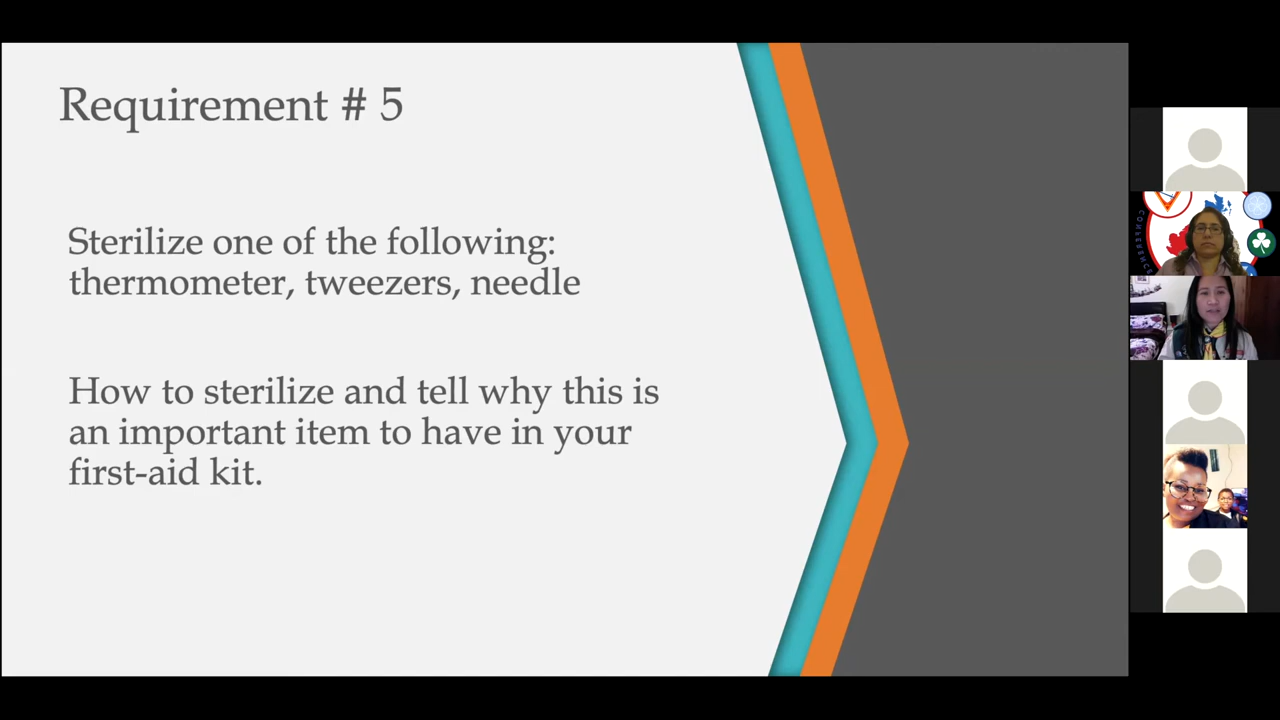 Requirement # 5
Sterilize one of the following:
thermometer, tweezers, needle
How to sterilize and tell why this is
an important item to have in your
first-aid kit.
CONFERENCE